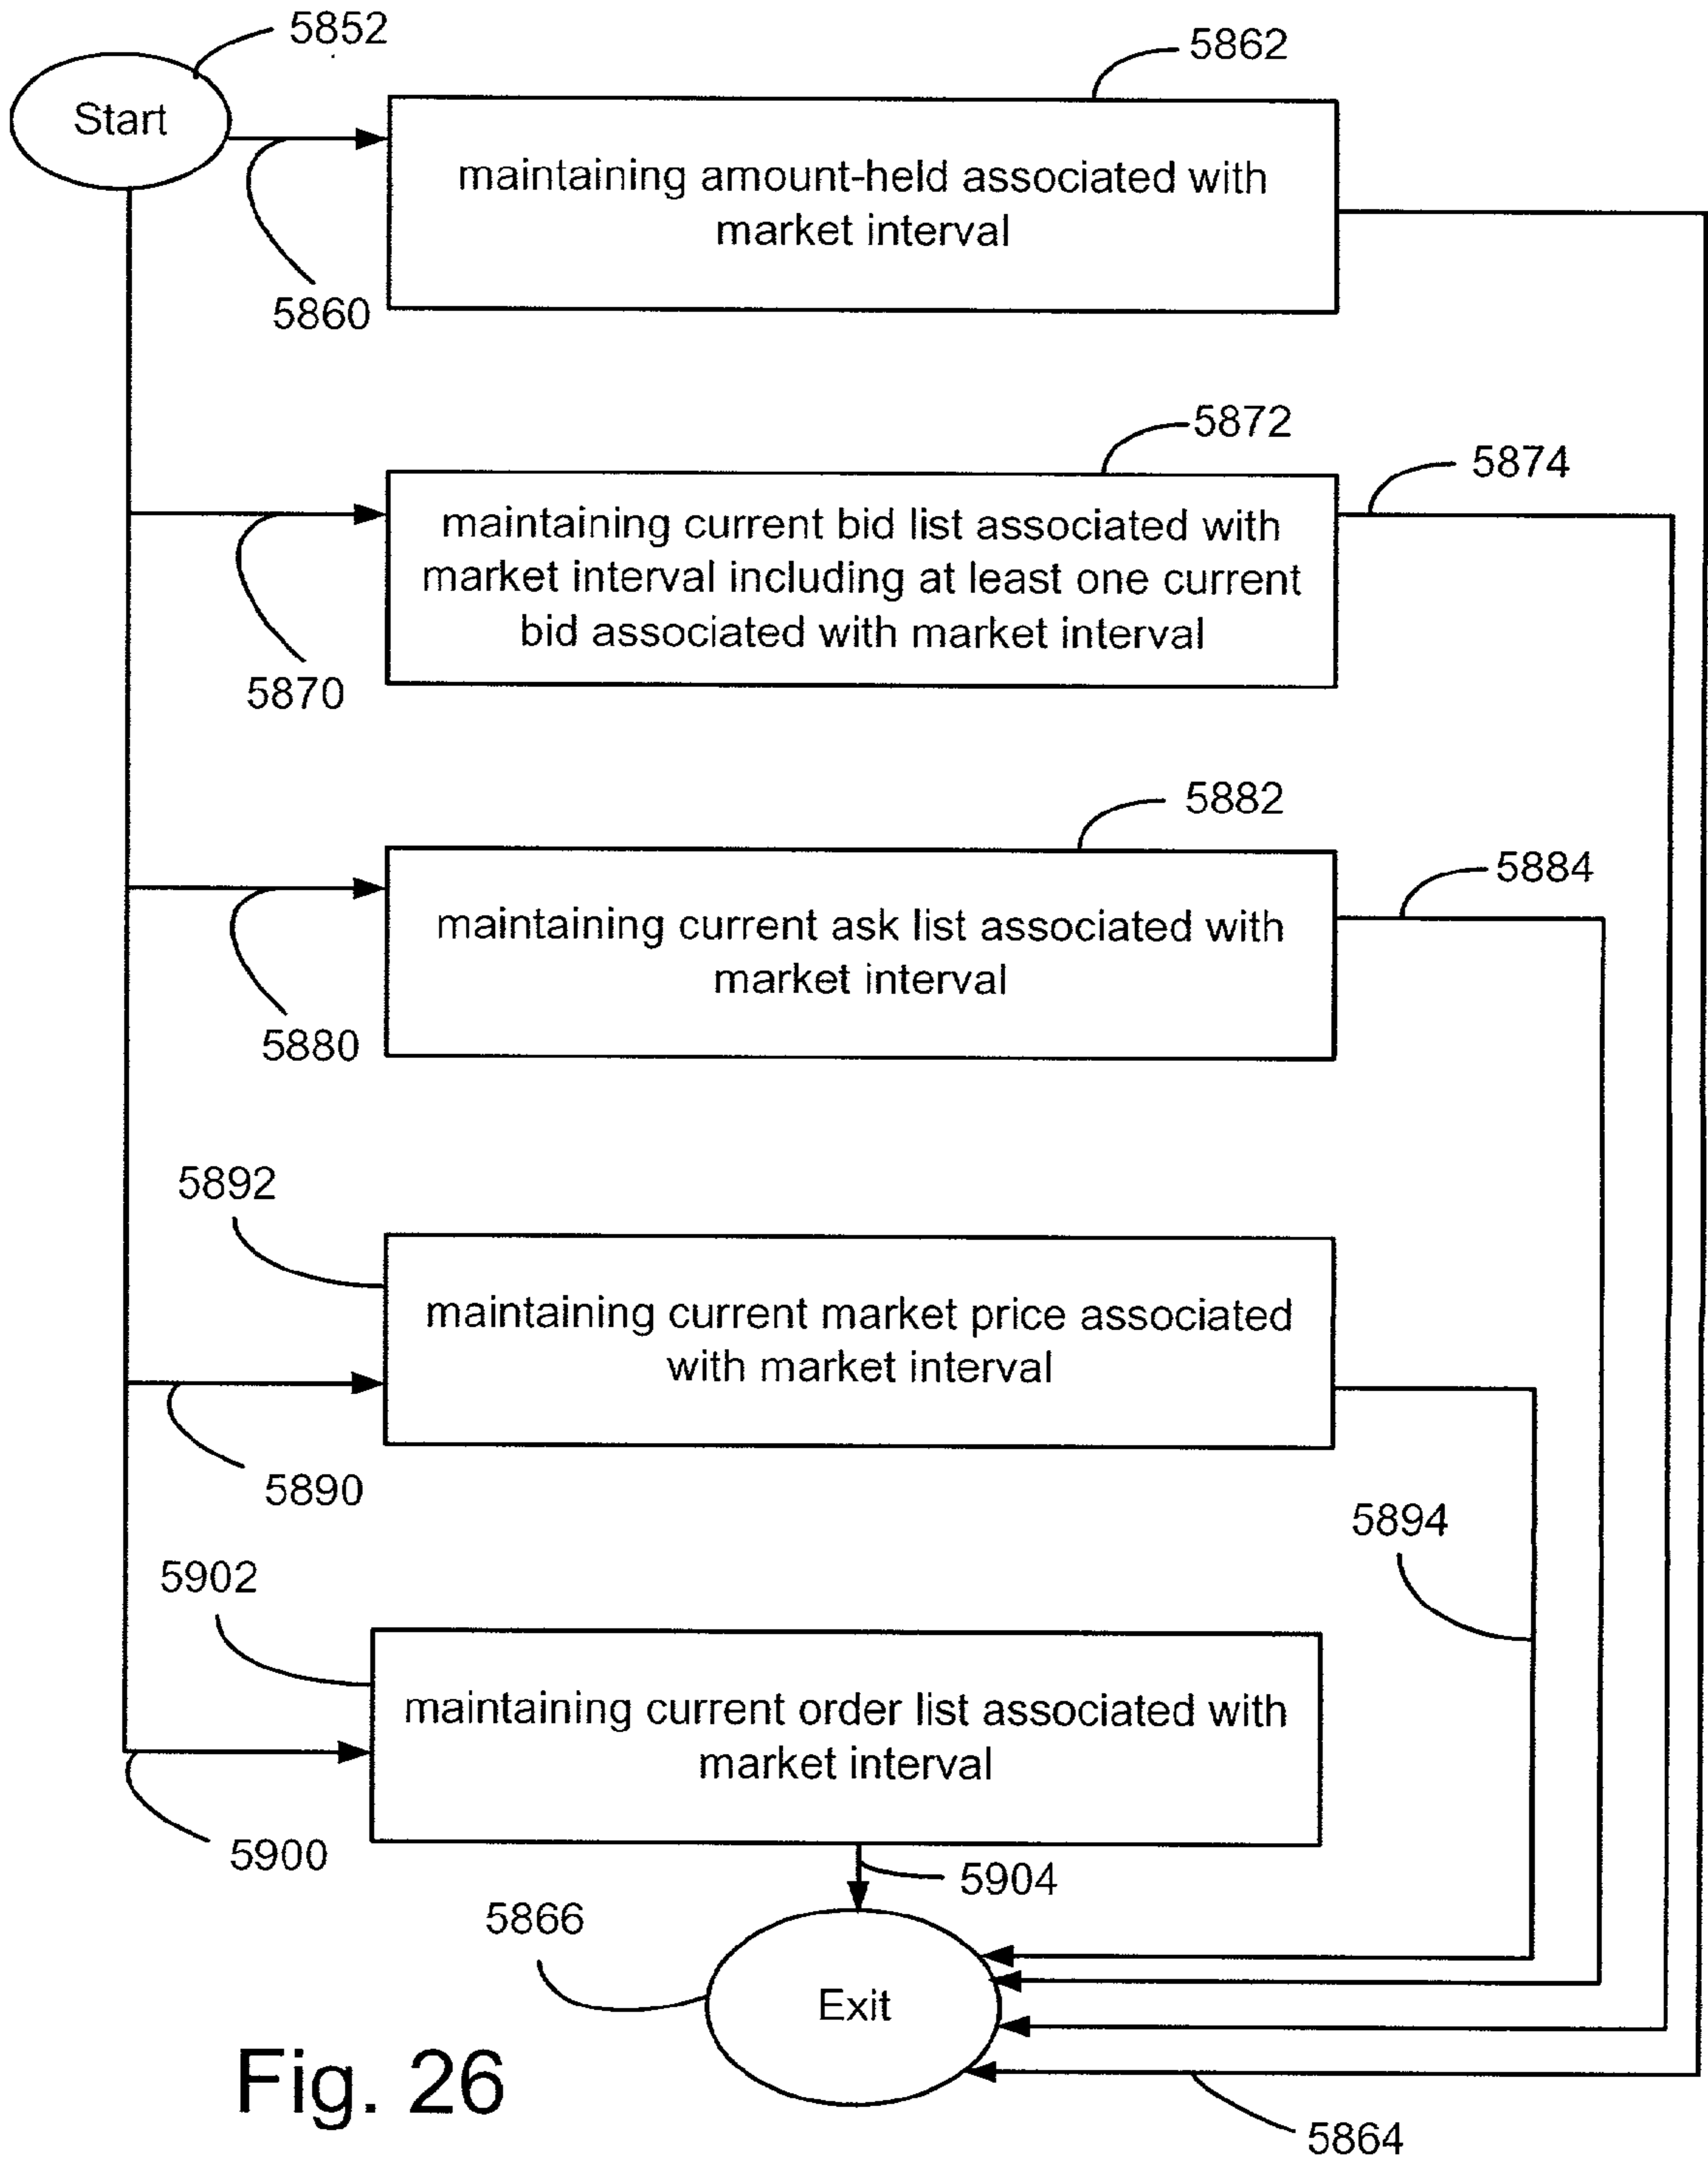 5852
Start
5862
maintaining amount-held associated with
market interval
5860
5872
5874
maintaining current bid list associated with
market interval including at least one current
bid associated with market interval
5870
5882
5884
maintaining current ask list associated with
market interval
5880
5892
maintaining current market price associated
with market interval
5890
5894
5902
maintaining current order list associated with
market interval
5900
5904
5866
Exit
Fig. 26
5864